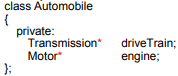 class Automobile
{
private:
Transmission* driveTrain;
Motor* engine;
};